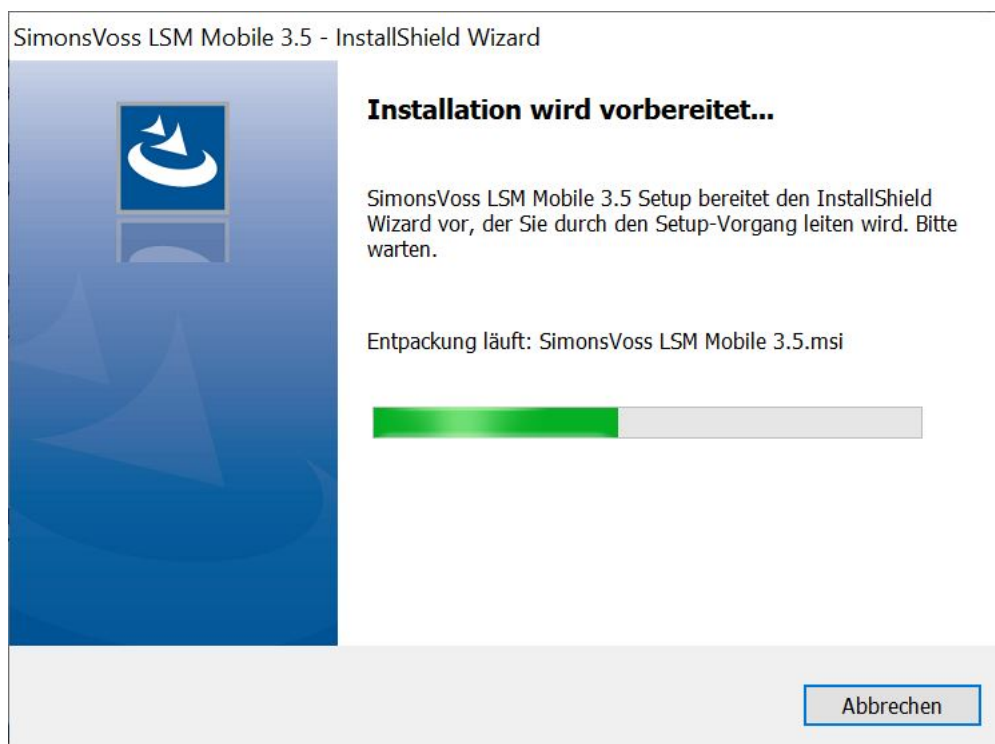 SimonsVoss LSM Mobile 3.5 - InstallShield Wizard
Installation wird vorbereitet...
SimonsVoss LSM Mobile 3.5 Setup bereitet den InstallShield
Wizard vor, der Sie durch den Setup-Vorgang leiten wird. Bitte
warten.
Entpackung läuft: SimonsVoss LSM Mobile 3.5.msi
Abbrechen